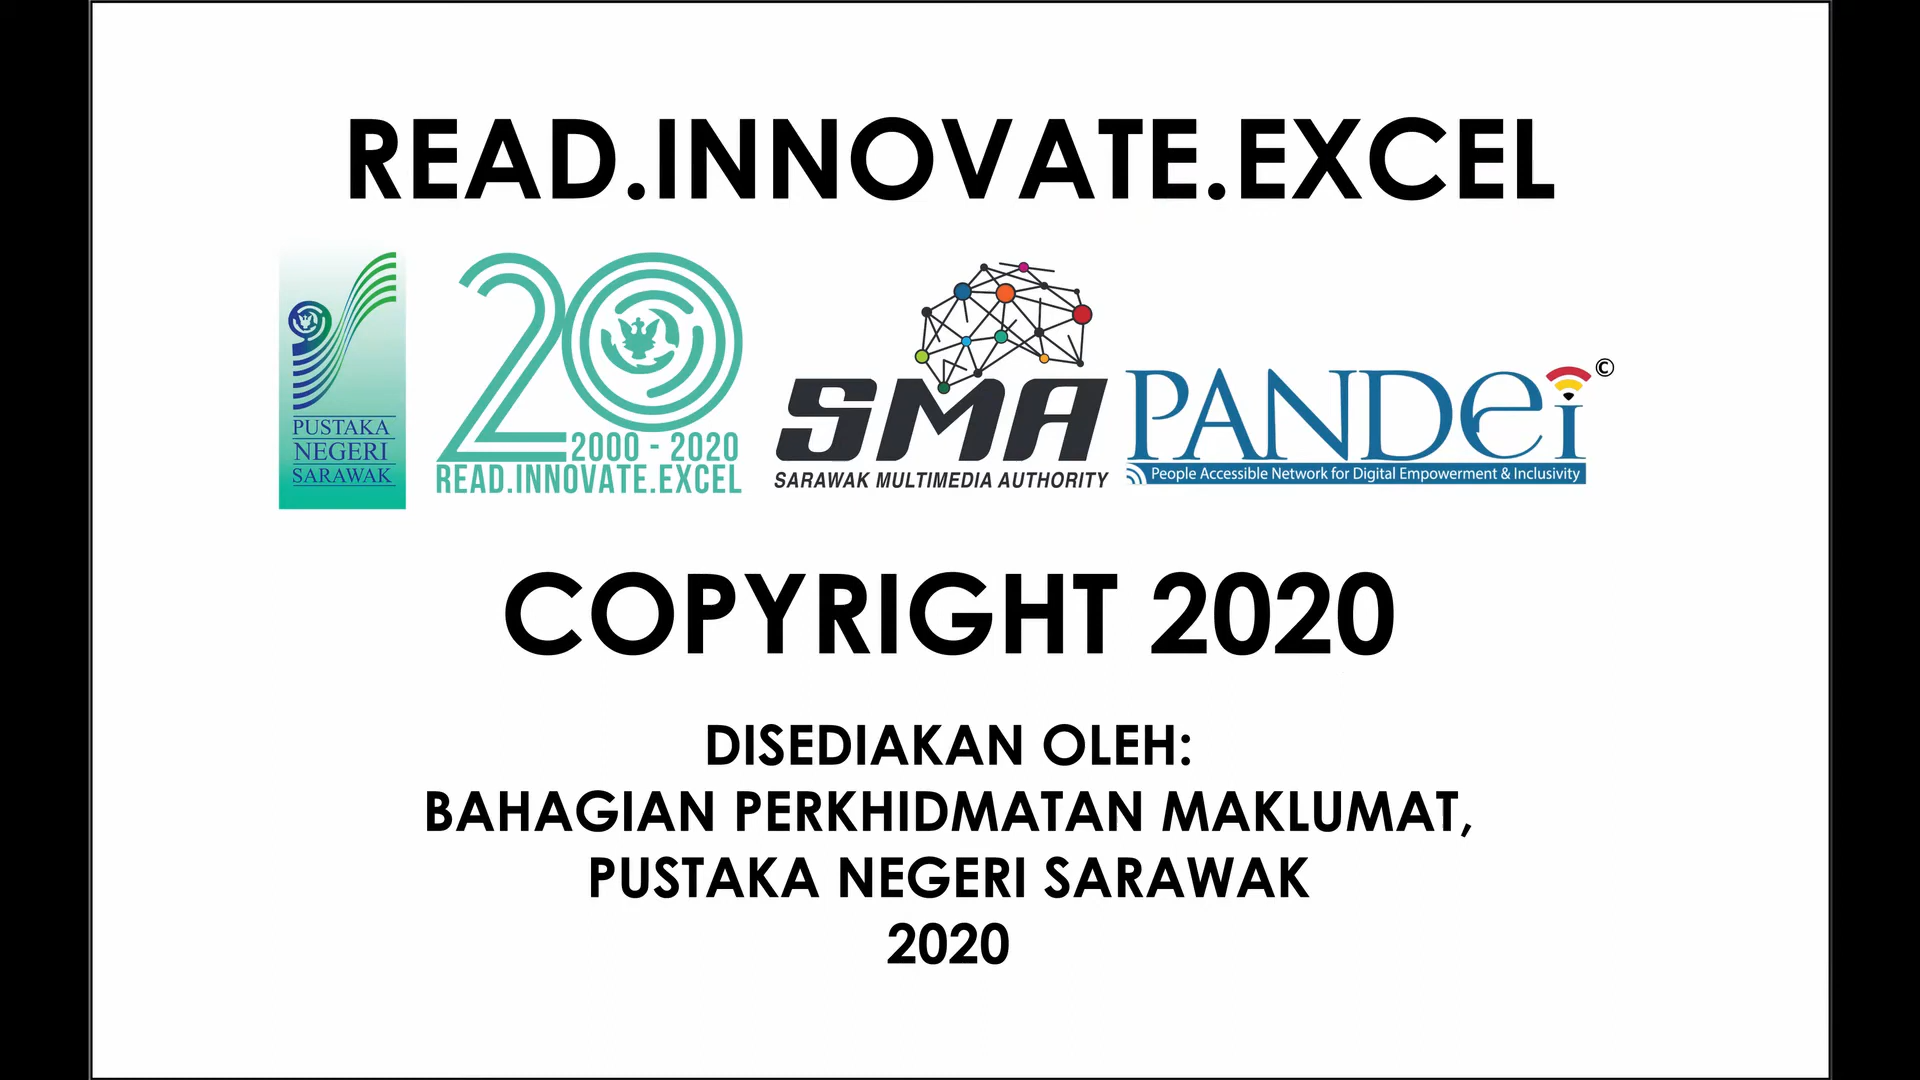 READ.INNOVATE.EXCEL
PUSTAKA
NEGERI
SARAWAK
20
2000 - 2020
READ.INNOVATE.EXCEL
SMA
SARAWAK MULTIMEDIA AUTHORITY
PANDei ©
People Accessible Network for Digital Empowerment & Inclusivity
COPYRIGHT 2020
DISEDIAKAN OLEH:
BAHAGIAN PERKHIDMATAN MAKLUMAT,
PUSTAKA NEGERI SARAWAK
2020